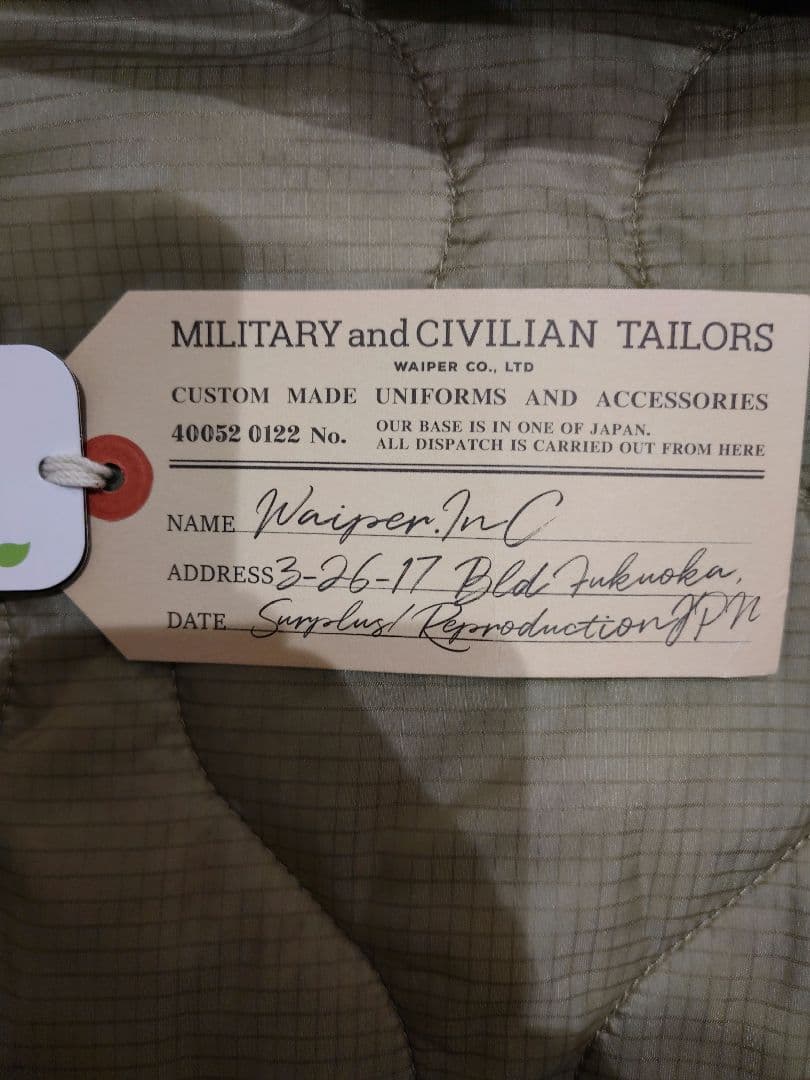 MILITARY and CIVILIAN TAILORS
WAIPER CO., LTD
CUSTOM MADE UNIFORMS AND ACCESSORIES
40052 0122 No. OUR BASE IS IN ONE OF JAPAN.
ALL DISPATCH IS CARRIED OUT FROM HERE
NAME Waiper.InC
ADDRESS 3-26-17 Bld Fukuoka,
DATE Surplus/ Reproduction JPN